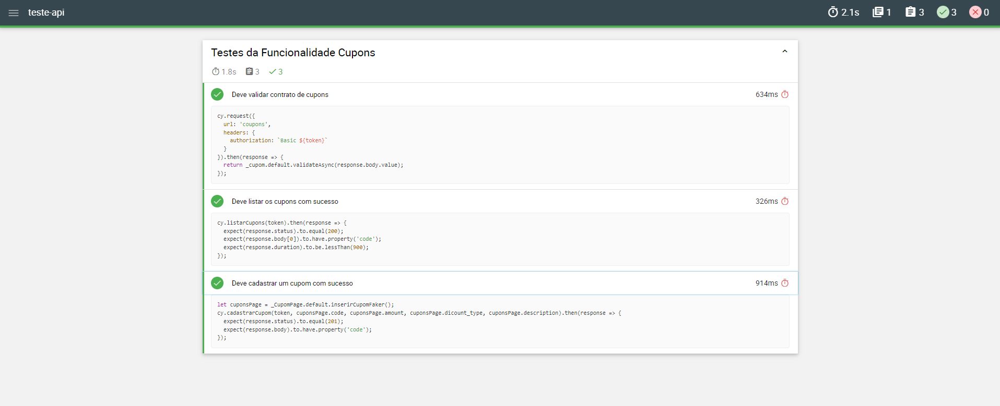 teste-api
2.1s 1 3 3 0
Testes da Funcionalidade Cupons
1.8s 3 3
Deve validar contrato de cupons 634ms
cy.request({
  url: 'coupons',
  headers: {
    authorization: `Basic ${token}`
  }
}).then(response => {
  return _cupom.default.validateAsync(response.body.value);
});
Deve listar os cupons com sucesso 326ms
cy.listarCupons(token).then(response => {
  expect(response.status).to.equal(200);
  expect(response.body[0]).to.have.property('code');
  expect(response.duration).to.be.lessThan(900);
});
Deve cadastrar um cupom com sucesso 914ms
let cuponsPage = _CupomPage.default.inserirCupomFaker();
cy.cadastrarCupom(token, cuponsPage.code, cuponsPage.amount, cuponsPage.dicount_type, cuponsPage.description).then(response => {
  expect(response.status).to.equal(201);
  expect(response.body).to.have.property('code');
});